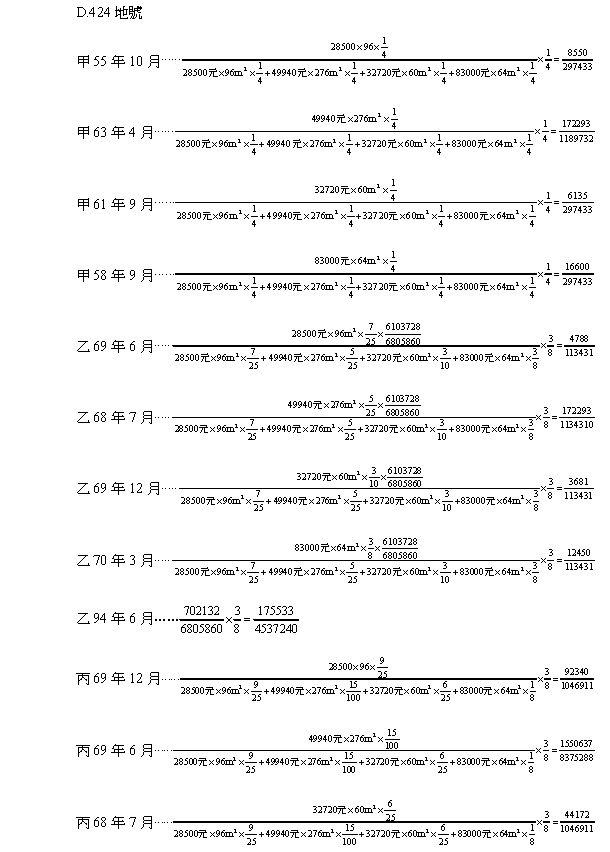 D.424 地號
甲 55 年 10 月⋯⋯ (28500×96×1/4)/(28500元×96m²×1/4+49940元×276m²×1/4+32720元×60m²×1/4+83000元×64m²×1/4)×1/4=8550/297433
甲 63 年 4 月⋯⋯ (49940元×276m²×1/4)/(28500元×96m²×1/4+49940元×276m²×1/4+32720元×60m²×1/4+83000元×64m²×1/4)×1/4=172293/1189732
甲 61 年 9 月⋯⋯ (32720元×60m²×1/4)/(28500元×96m²×1/4+49940元×276m²×1/4+32720元×60m²×1/4+83000元×64m²×1/4)×1/4=6135/297433
甲 58 年 9 月⋯⋯ (83000元×64m²×1/4)/(28500元×96m²×1/4+49940元×276m²×1/4+32720元×60m²×1/4+83000元×64m²×1/4)×1/4=16600/297433
乙 69 年 6 月⋯⋯ (28500元×96m²×7/25×6103728/6805860)/(28500元×96m²×7/25+49940元×276m²×5/25+32720元×60m²×3/10+83000元×64m²×3/8)×3/8=4788/113431
乙 68 年 7 月⋯⋯ (49940元×276m²×5/25×6103728/6805860)/(28500元×96m²×7/25+49940元×276m²×5/25+32720元×60m²×3/10+83000元×64m²×3/8)×3/8=172293/1134310
乙 69 年 12 月⋯⋯ (32720元×60m²×3/10×6103728/6805860)/(28500元×96m²×7/25+49940元×276m²×5/25+32720元×60m²×3/10+83000元×64m²×3/8)×3/8=3681/113431
乙 70 年 3 月⋯⋯ (83000元×64m²×3/8×6103728/6805860)/(28500元×96m²×7/25+49940元×276m²×5/25+32720元×60m²×3/10+83000元×64m²×3/8)×3/8=12450/113431
乙 94 年 6 月⋯⋯ 702132/6805860×3/8=175533/4537240
丙 69 年 12 月⋯⋯ (28500×96×9/25)/(28500元×96m²×9/25+49940元×276m²×15/100+32720元×60m²×6/25+83000元×64m²×1/8)×3/8=92340/1046911
丙 69 年 6 月⋯⋯ (49940元×276m²×15/100)/(28500元×96m²×9/25+49940元×276m²×15/100+32720元×60m²×6/25+83000元×64m²×1/8)×3/8=1550637/8375288
丙 68 年 7 月⋯⋯ (32720元×60m²×6/25)/(28500元×96m²×9/25+49940元×276m²×15/100+32720元×60m²×6/25+83000元×64m²×1/8)×3/8=44172/1046911